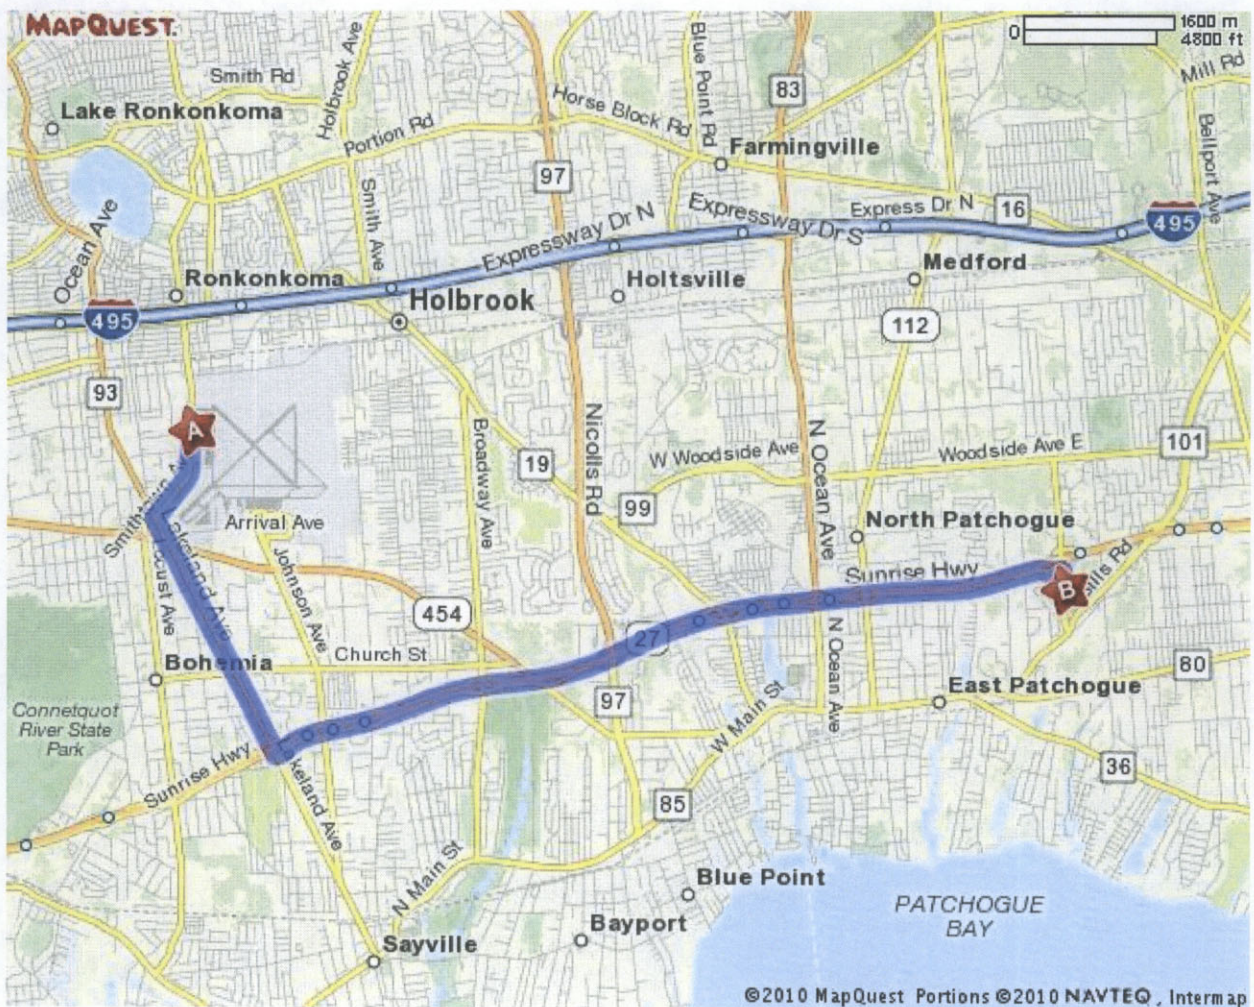 MAPQUEST.
0
1600 m
4800 ft
Smith Rd
Holbrook Ave
Blue Point Rd
83
Mill Rd
Lake Ronkonkoma
Horse Block Rd
Portion Rd
Farmingville
Bellport Ave
97
Smith Ave
Expressway Dr N
Expressway Dr S
Express Dr N
16
495
Ocean Ave
Ronkonkoma
Holtsville
Medford
Holbrook
495
112
93
A
Broadway Ave
Nicolls Rd
N Ocean Ave
W Woodside Ave
Woodside Ave E
101
19
99
Arrival Ave
North Patchogue
Johnson Ave
Sunrise Hwy
B
454
27
Lakeland Ave
Bohemia
Church St
N Ocean Ave
80
97
East Patchogue
Connetquot
River State
Park
W Main St
Sunrise Hwy
36
keland Ave
85
N Main St
Blue Point
PATCHOGUE
BAY
Bayport
Sayville
©2010 MapQuest Portions ©2010 NAVTEQ, Intermap